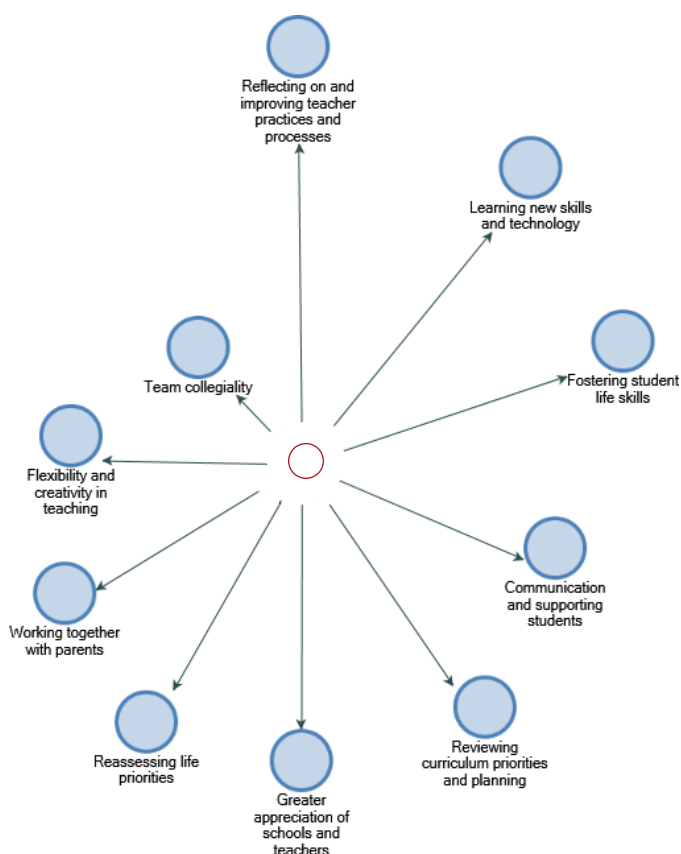 Reflecting on and
improving teacher
practices and
processes
Learning new skills
and technology
Team collegiality
Fostering student
life skills
Flexibility and
creativity in
teaching
Communication
and supporting
students
Working together
with parents
Reassessing life
priorities
Reviewing
curriculum priorities
and planning
Greater
appreciation of
schools and
teachers